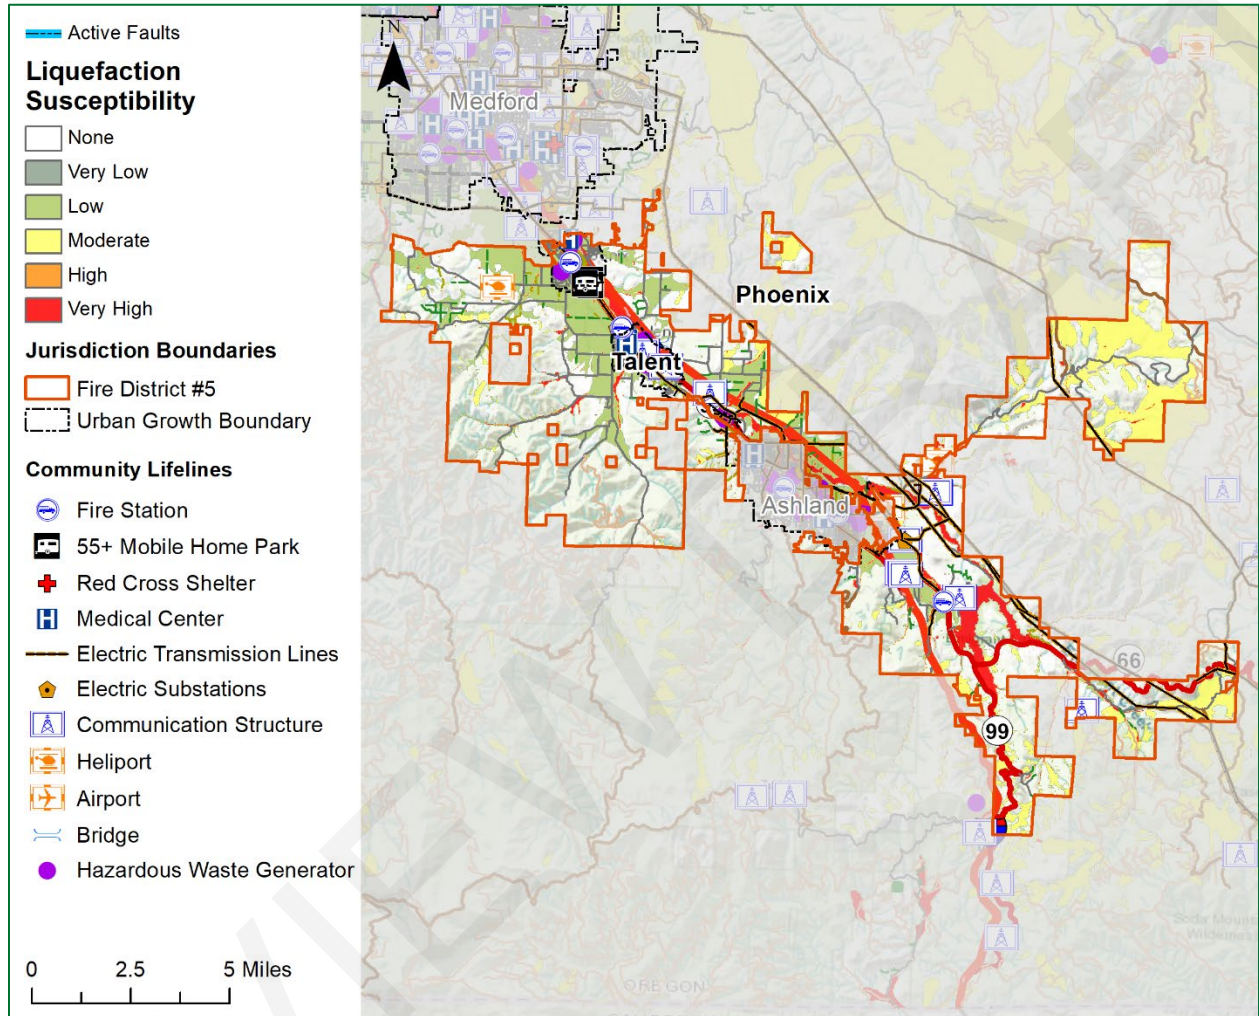 Active Faults
Liquefaction
Susceptibility
None
Very Low
Low
Moderate
High
Very High
Jurisdiction Boundaries
Fire District #5
Urban Growth Boundary
Community Lifelines
Fire Station
55+ Mobile Home Park
Red Cross Shelter
Medical Center
Electric Transmission Lines
Electric Substations
Communication Structure
Heliport
Airport
Bridge
Hazardous Waste Generator
0 2.5 5 Miles
N
Medford
Phoenix
Talent
Ashland
66
99
OREGON